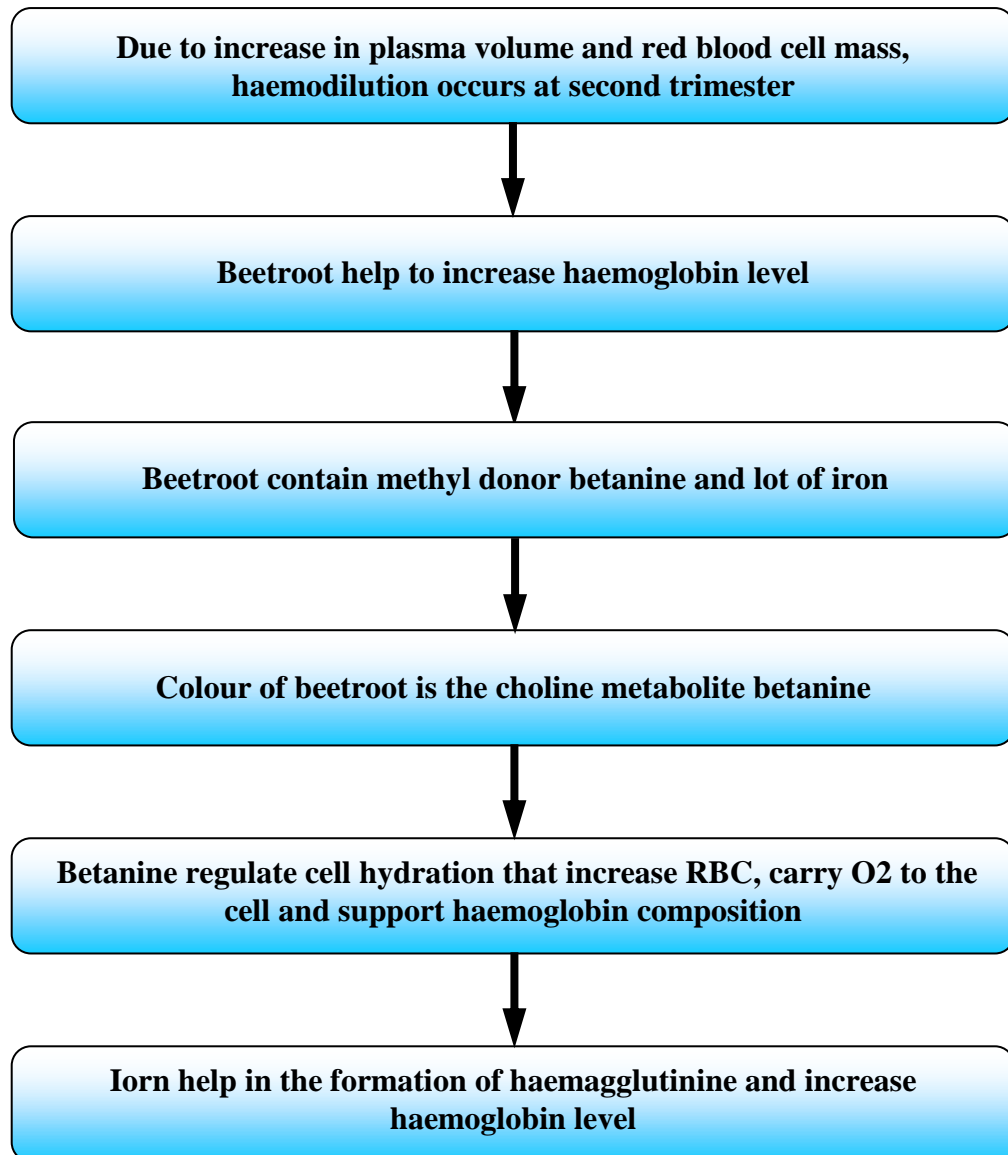 Due to increase in plasma volume and red blood cell mass,
haemodilution occurs at second trimester
Beetroot help to increase haemoglobin level
Beetroot contain methyl donor betanine and lot of iron
Colour of beetroot is the choline metabolite betanine
Betanine regulate cell hydration that increase RBC, carry O2 to the
cell and support haemoglobin composition
Iorn help in the formation of haemagglutinine and increase
haemoglobin level